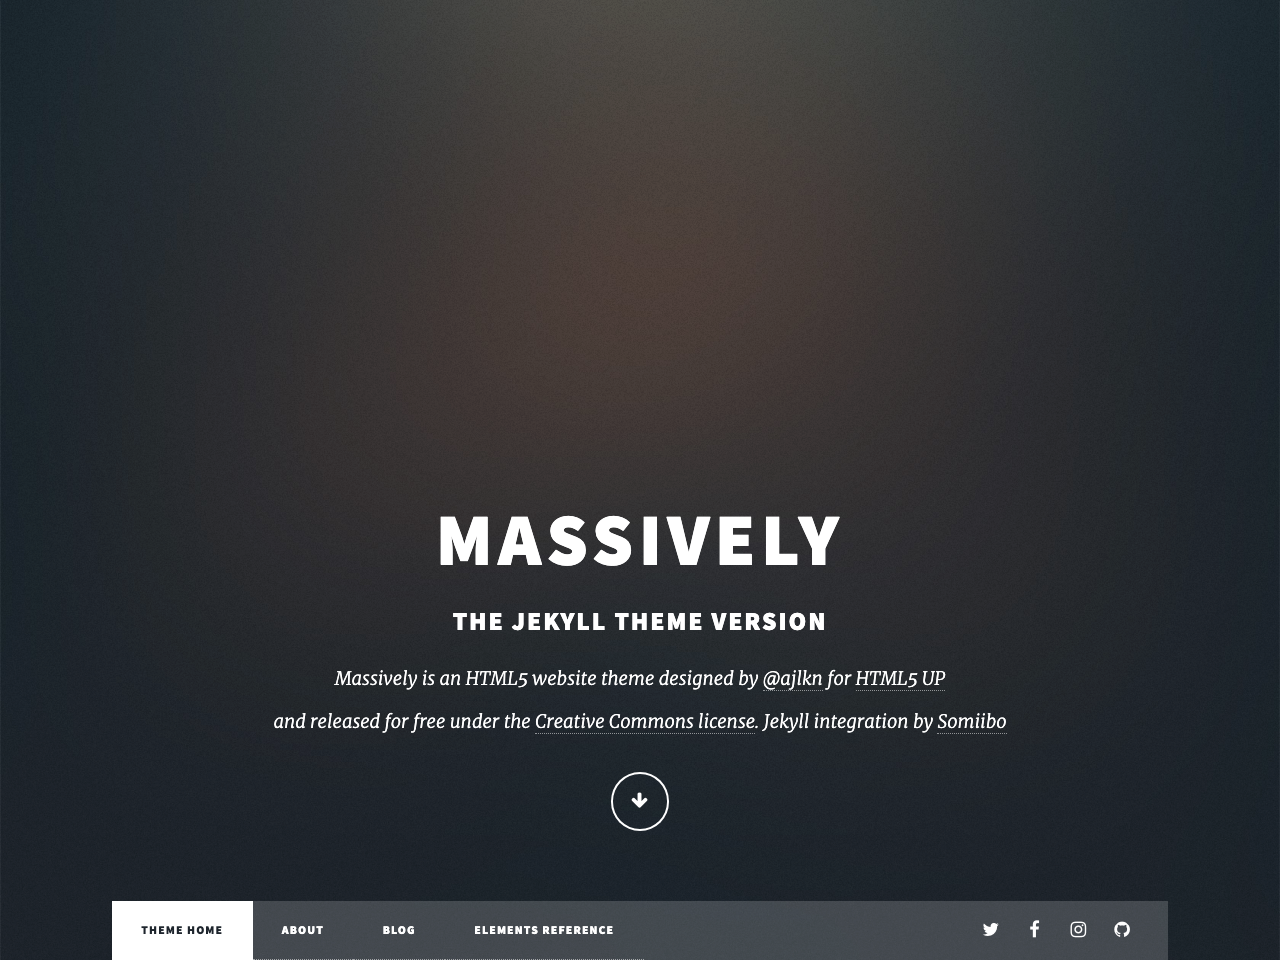 MASSIVELY
THE JEKYLL THEME VERSION
Massively is an HTML5 website theme designed by @ajlkn for HTML5 UP
and released for free under the Creative Commons license. Jekyll integration by Somiibo
THEME HOME ABOUT BLOG ELEMENTS REFERENCE